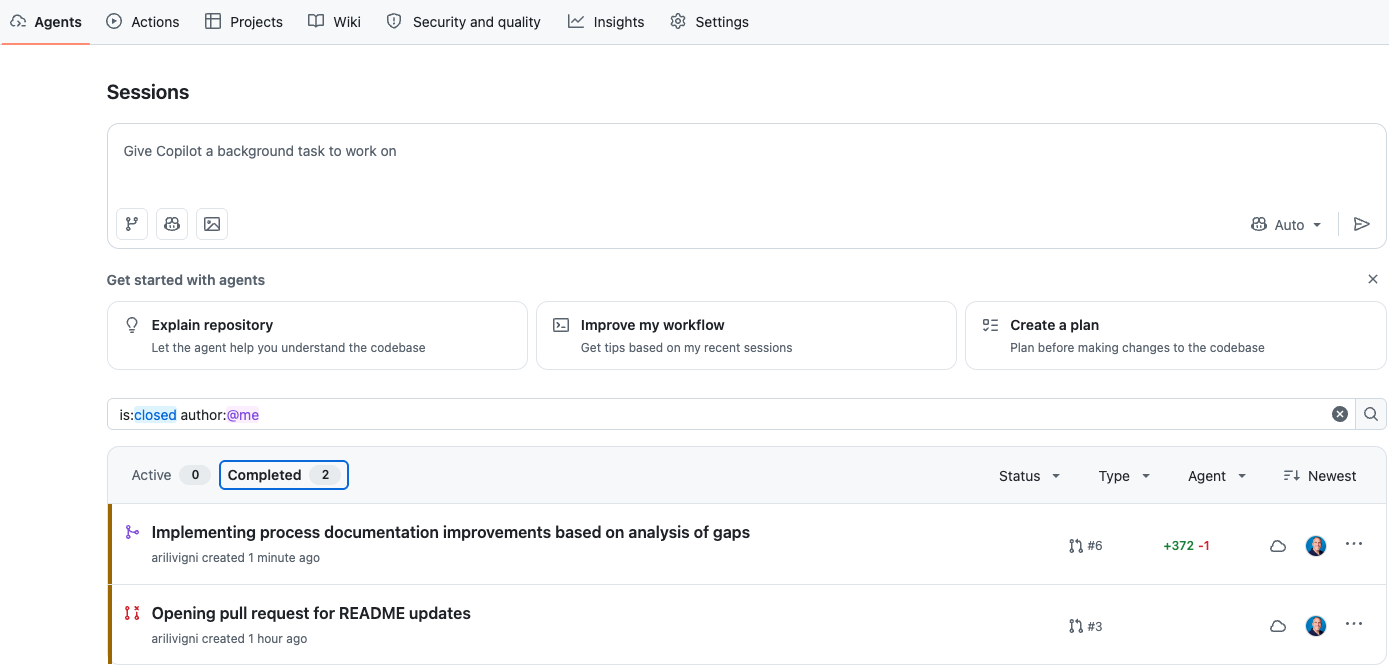 Agents Actions Projects Wiki Security and quality Insights Settings
Sessions
Give Copilot a background task to work on
Auto
Get started with agents
Explain repository
Let the agent help you understand the codebase
Improve my workflow
Get tips based on my recent sessions
Create a plan
Plan before making changes to the codebase
is:closed author:@me
Active 0 Completed 2 Status Type Agent Newest
Implementing process documentation improvements based on analysis of gaps
arilivigni created 1 minute ago
#6 +372 -1
Opening pull request for README updates
arilivigni created 1 hour ago
#3